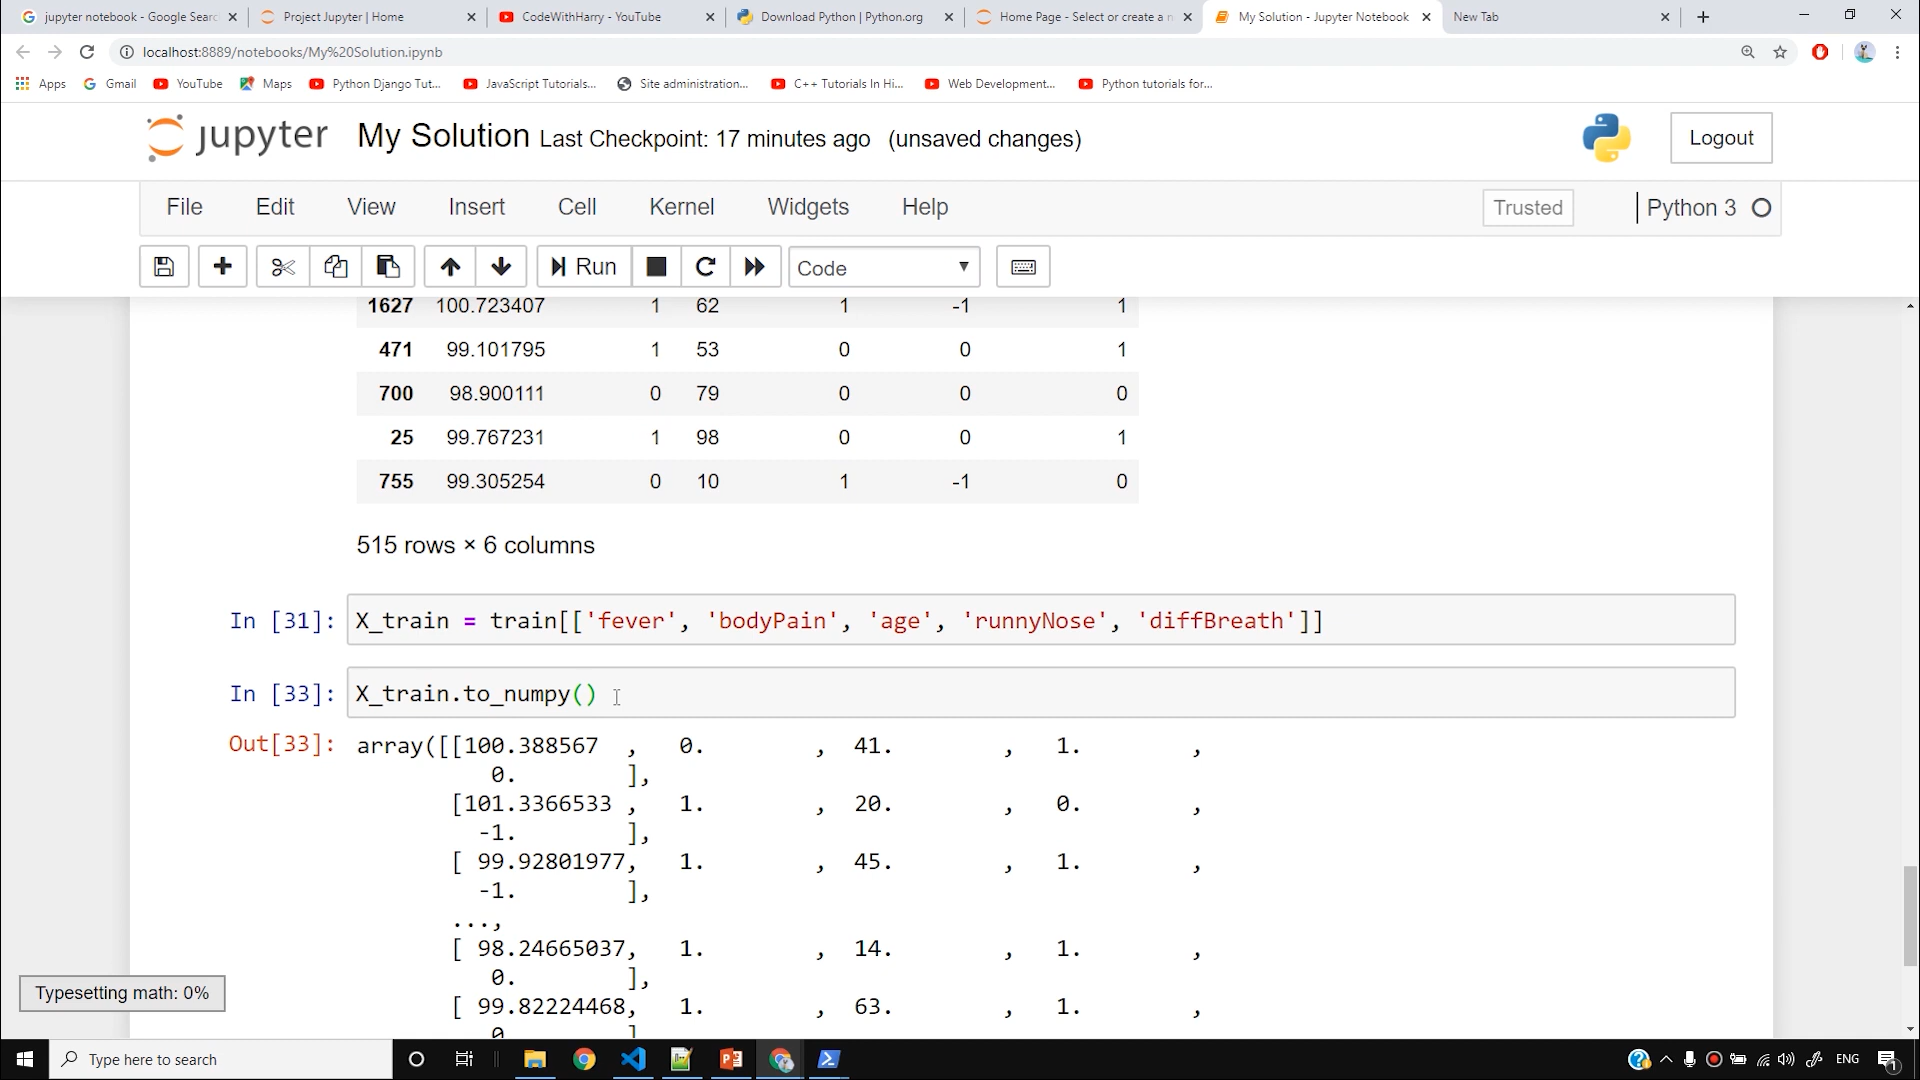 jupyter notebook - Google Searc
Project Jupyter | Home
CodeWithHarry - YouTube
Download Python | Python.org
Home Page - Select or create a n
My Solution - Jupyter Notebook
New Tab
localhost:8889/notebooks/My%20Solution.ipynb
Apps
Gmail
YouTube
Maps
Python Django Tut...
JavaScript Tutorials...
Site administration...
C++ Tutorials In Hi...
Web Development...
Python tutorials for...
jupyter My Solution Last Checkpoint: 17 minutes ago (unsaved changes)
Logout
File Edit View Insert Cell Kernel Widgets Help
Trusted
Python 3
Run
Code
1627 100.723407 1 62 1 -1 1
471 99.101795 1 53 0 0 1
700 98.900111 0 79 0 0 0
25 99.767231 1 98 0 0 1
755 99.305254 0 10 1 -1 0
515 rows × 6 columns
In [31]: X_train = train[['fever', 'bodyPain', 'age', 'runnyNose', 'diffBreath']]
In [33]: X_train.to_numpy()
Out[33]: array([[100.388567 , 0. , 41. , 1. ,
0. ],
[101.3366533 , 1. , 20. , 0. ,
-1. ],
[ 99.92801977, 1. , 45. , 1. ,
-1. ],
...,
[ 98.24665037, 1. , 14. , 1. ,
0. ],
[ 99.82224468, 1. , 63. , 1. ,
0. ]
Typesetting math: 0%
Type here to search
ENG
1